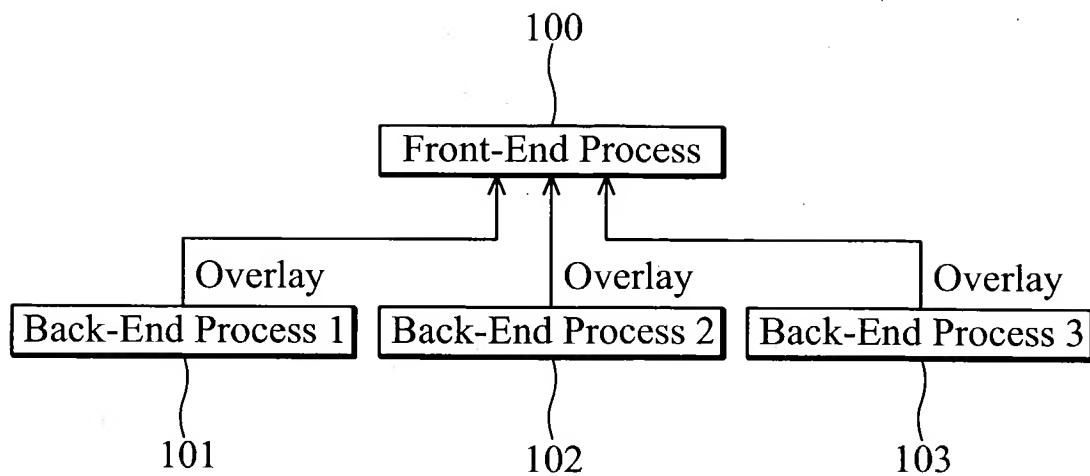 100
Front-End Process
Overlay
Overlay
Overlay
Back-End Process 1
Back-End Process 2
Back-End Process 3
101
102
103